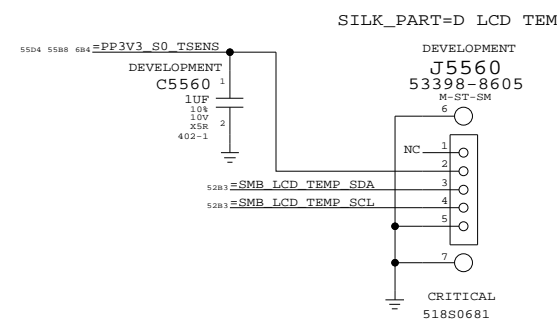 SILK_PART=D LCD TEM
55D4 55B8 6B4 =PP3V3_S0_TSENS
DEVELOPMENT
C5560
1
1UF
10%
10V
X5R
402-1
2
DEVELOPMENT
J5560
53398-8605
M-ST-SM
6
NC
1
2
52B3 =SMB_LCD_TEMP_SDA
3
52B3 =SMB_LCD_TEMP_SCL
4
5
7
CRITICAL
518S0681